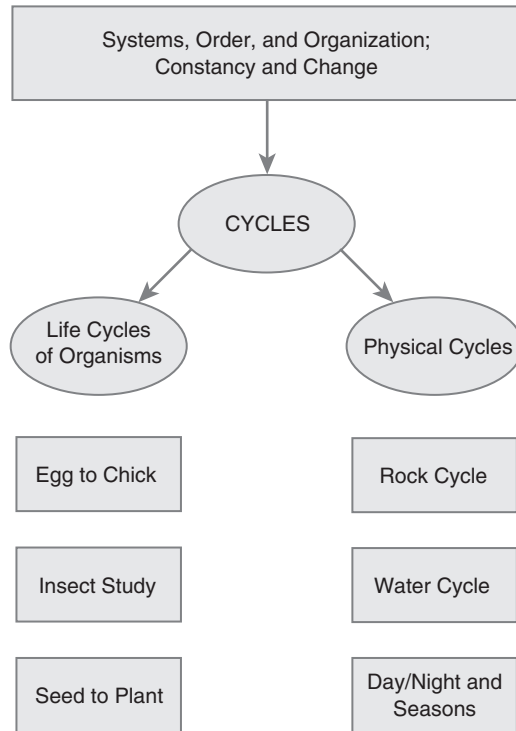 Systems, Order, and Organization;
Constancy and Change
CYCLES
Life Cycles
of Organisms
Physical Cycles
Egg to Chick
Rock Cycle
Insect Study
Water Cycle
Seed to Plant
Day/Night and
Seasons